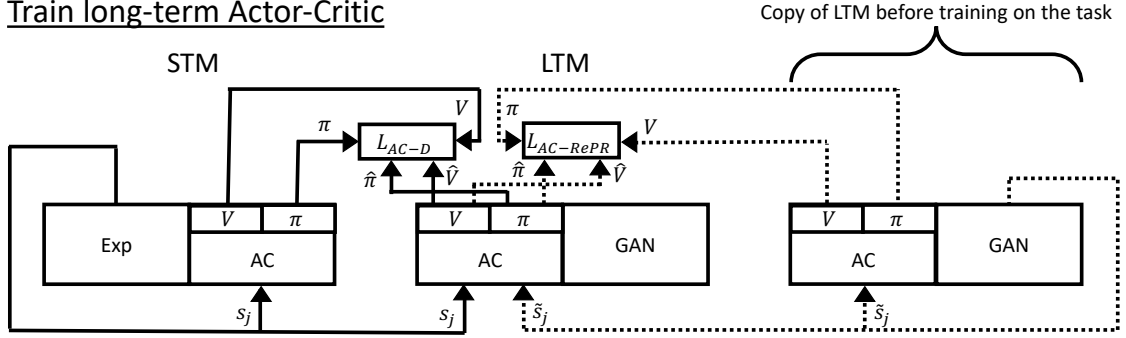 Train long-term Actor-Critic
Copy of LTM before training on the task
STM
LTM
V
π
π
V
L_{AC-D}
L_{AC-RePR}
π̂
V̂
π̂
V̂
V
π
V
π
V
π
Exp
AC
AC
GAN
AC
GAN
s_j
s_j
s̃_j
s̃_j